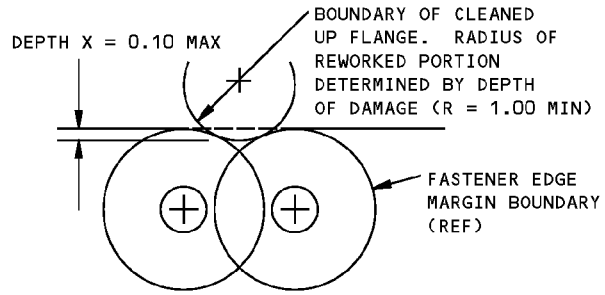 DEPTH X = 0.10 MAX
BOUNDARY OF CLEANED
UP FLANGE. RADIUS OF
REWORKED PORTION
DETERMINED BY DEPTH
OF DAMAGE (R = 1.00 MIN)
FASTENER EDGE
MARGIN BOUNDARY
(REF)